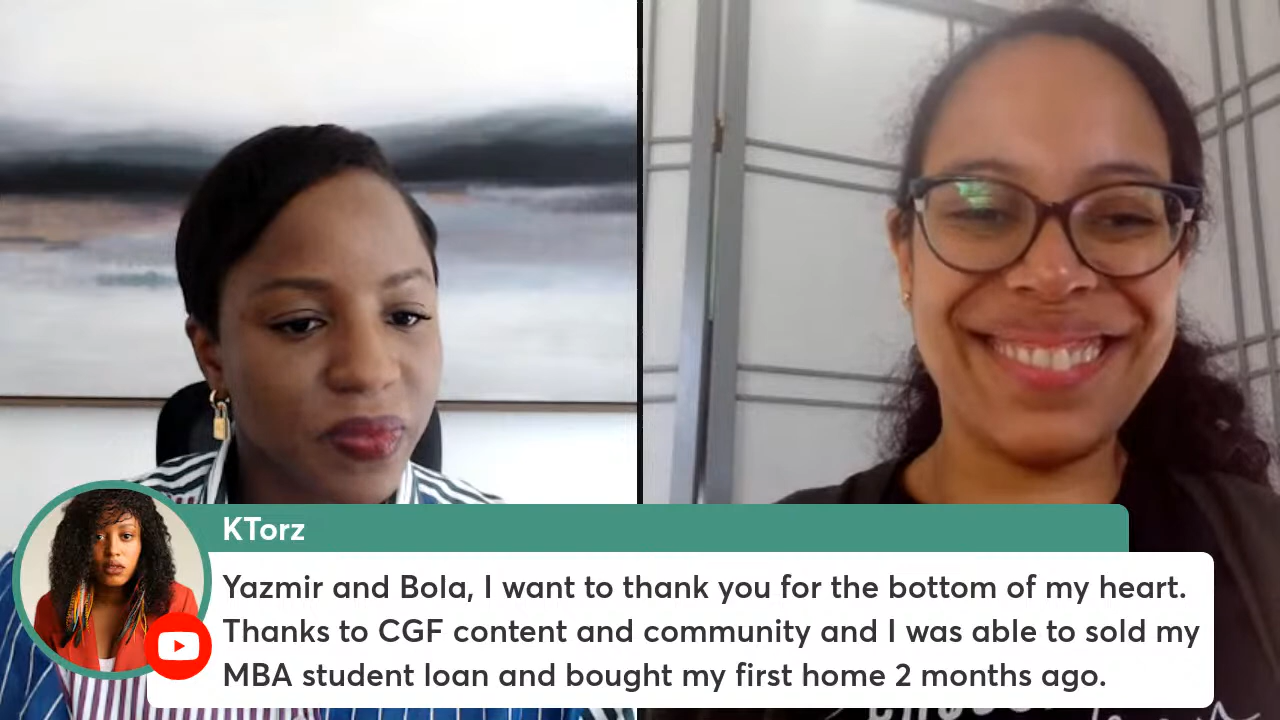 KTorz
Yazmir and Bola, I want to thank you for the bottom of my heart.
Thanks to CGF content and community and I was able to sold my
MBA student loan and bought my first home 2 months ago.